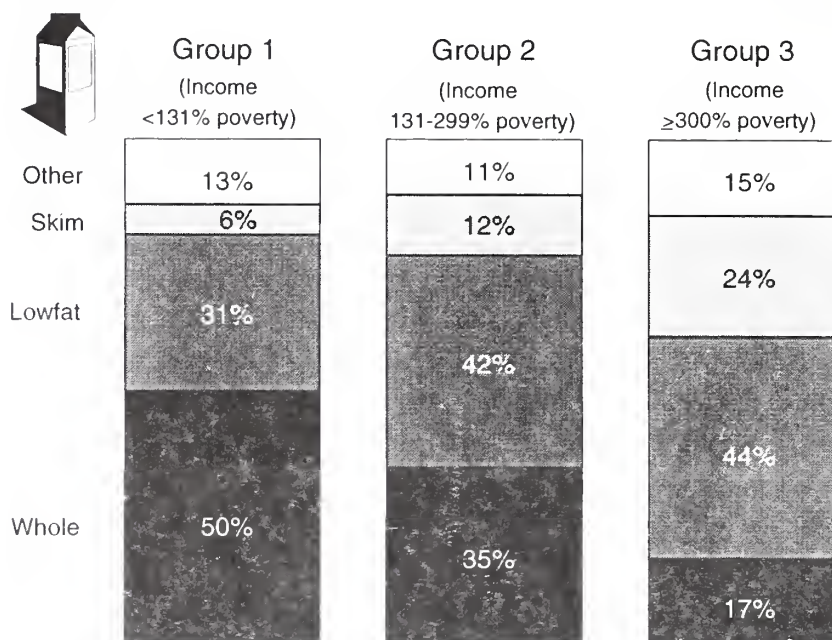 Group 1
(Income
<131% poverty)
Group 2
(Income
131-299% poverty)
Group 3
(Income
≥300% poverty)
Other
13%
11%
15%
Skim
6%
12%
24%
Lowfat
31%
42%
44%
Whole
50%
35%
17%